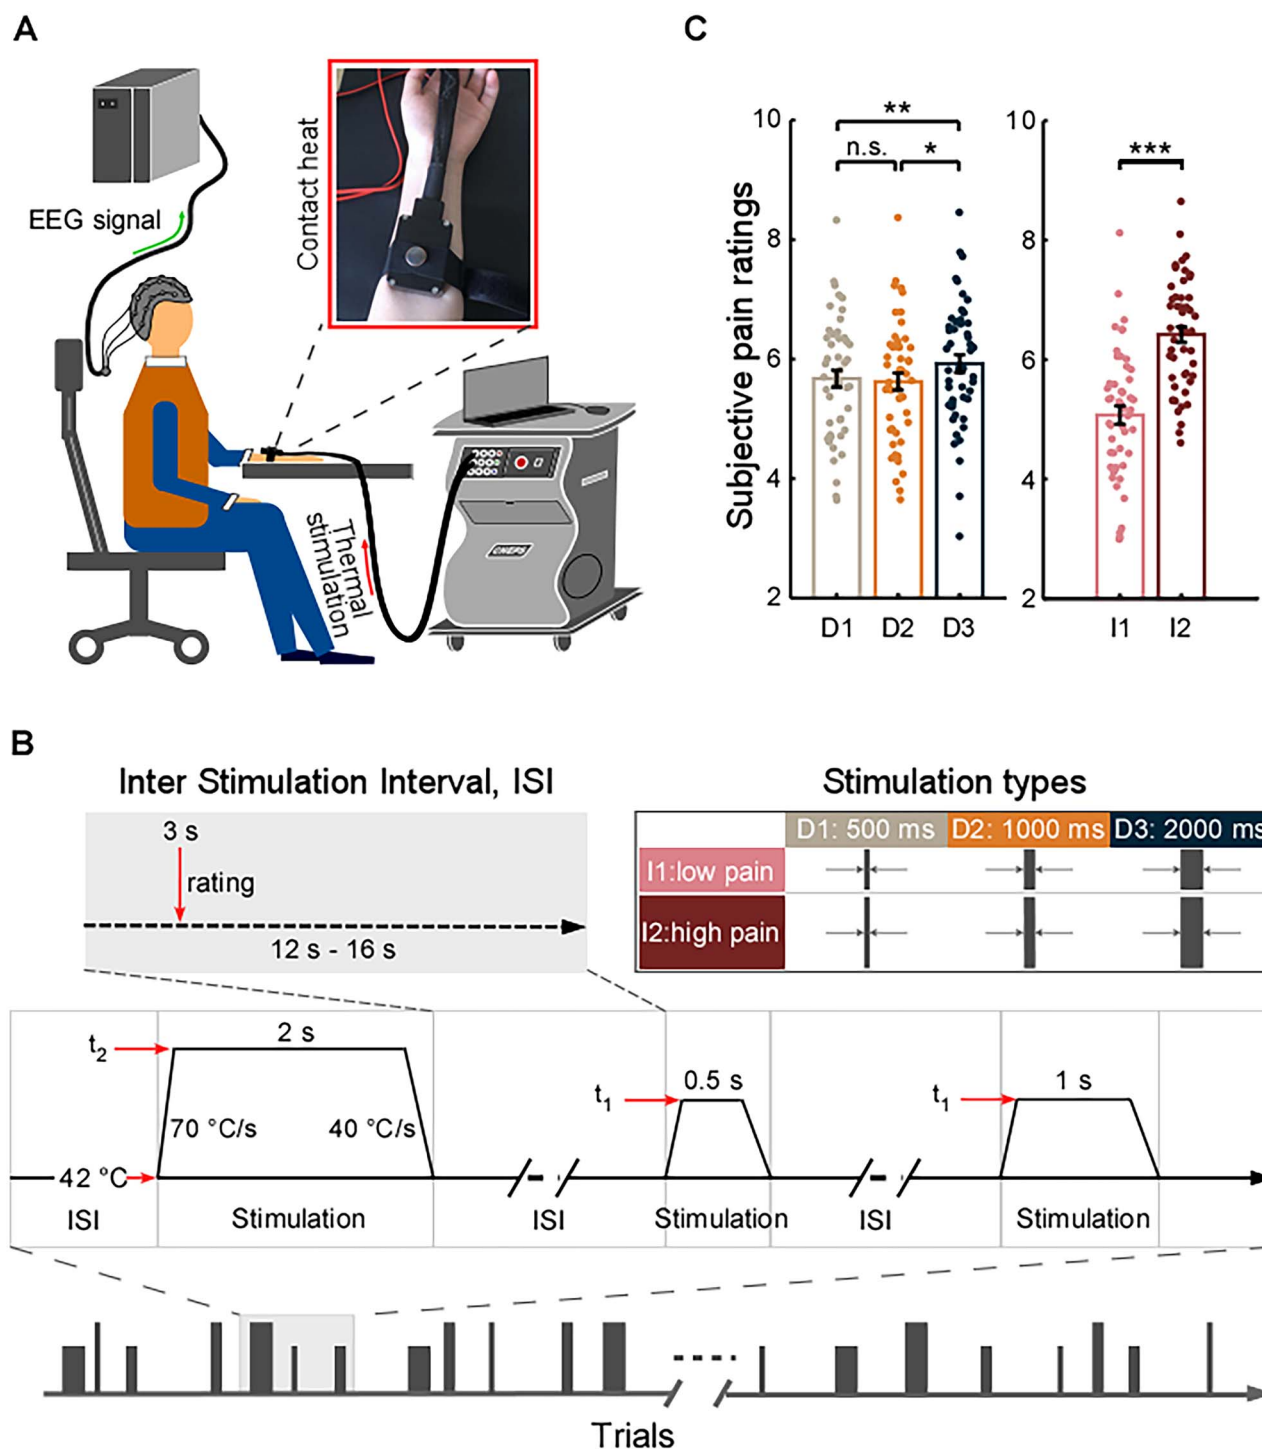 A
EEG signal
Contact heat
Thermal
stimulation
CHEPS
C
Subjective pain ratings
10
8
6
4
2
**
n.s.
*
D1 D2 D3
10
8
6
4
2
***
I1 I2
B
Inter Stimulation Interval, ISI
3 s
rating
12 s - 16 s
Stimulation types
D1: 500 ms D2: 1000 ms D3: 2000 ms
I1:low pain
I2:high pain
t2
2 s
70 °C/s 40 °C/s
42 °C
t1
0.5 s
t1
1 s
ISI Stimulation ISI Stimulation ISI Stimulation
Trials